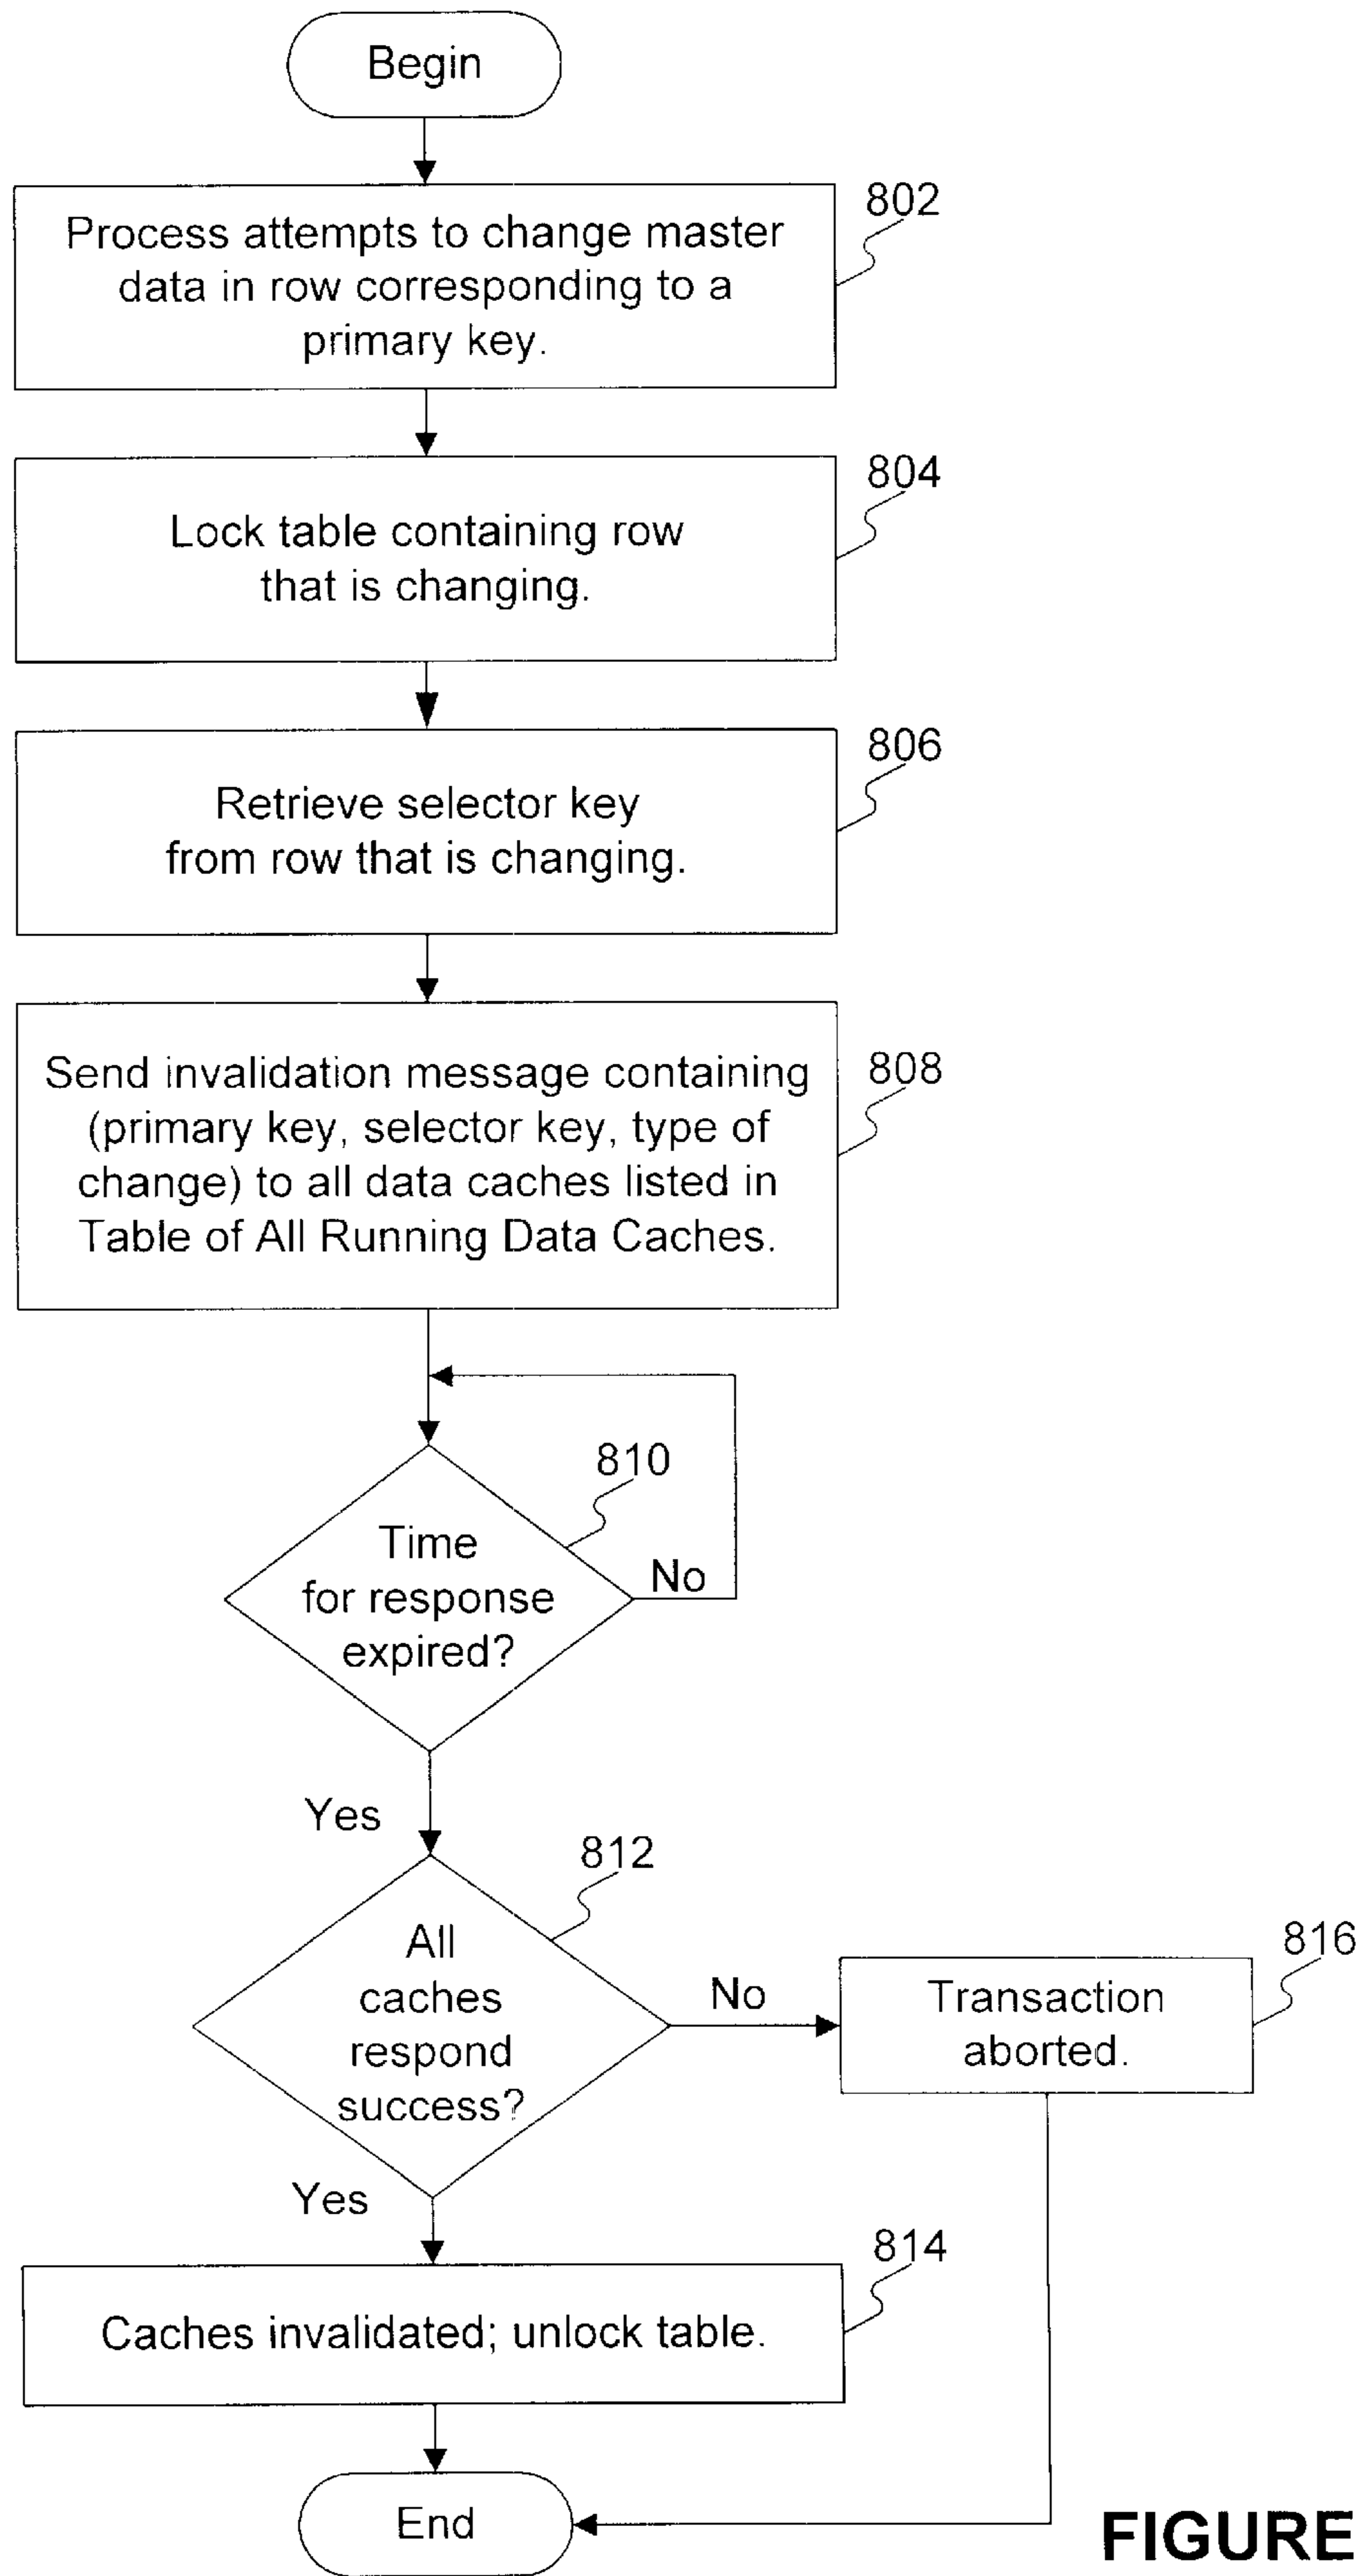 Begin
802
Process attempts to change master
data in row corresponding to a
primary key.
804
Lock table containing row
that is changing.
806
Retrieve selector key
from row that is changing.
808
Send invalidation message containing
(primary key, selector key, type of
change) to all data caches listed in
Table of All Running Data Caches.
810
Time
for response
expired?
No
Yes
812
All
caches
respond
success?
No
816
Transaction
aborted.
Yes
814
Caches invalidated; unlock table.
End
FIGURE